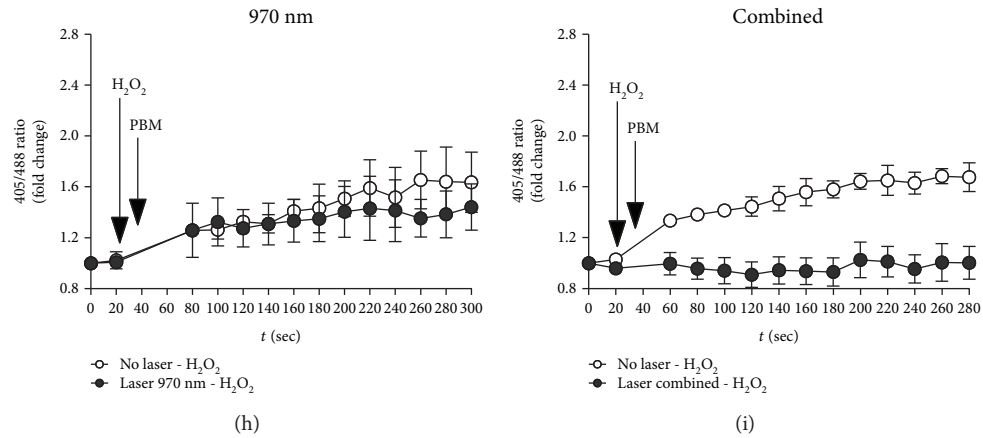 970 nm
2.8
2.4
2.0
1.6
1.2
0.8
405/488 ratio
(fold change)
H₂O₂
PBM
0 20 40 60 80 100 120 140 160 180 200 220 240 260 280 300
t (sec)
No laser - H₂O₂
Laser 970 nm - H₂O₂
(h)
Combined
2.8
2.4
2.0
1.6
1.2
0.8
405/488 ratio
(fold change)
H₂O₂
PBM
0 20 40 60 80 100 120 140 160 180 200 220 240 260 280
t (sec)
No laser - H₂O₂
Laser combined - H₂O₂
(i)